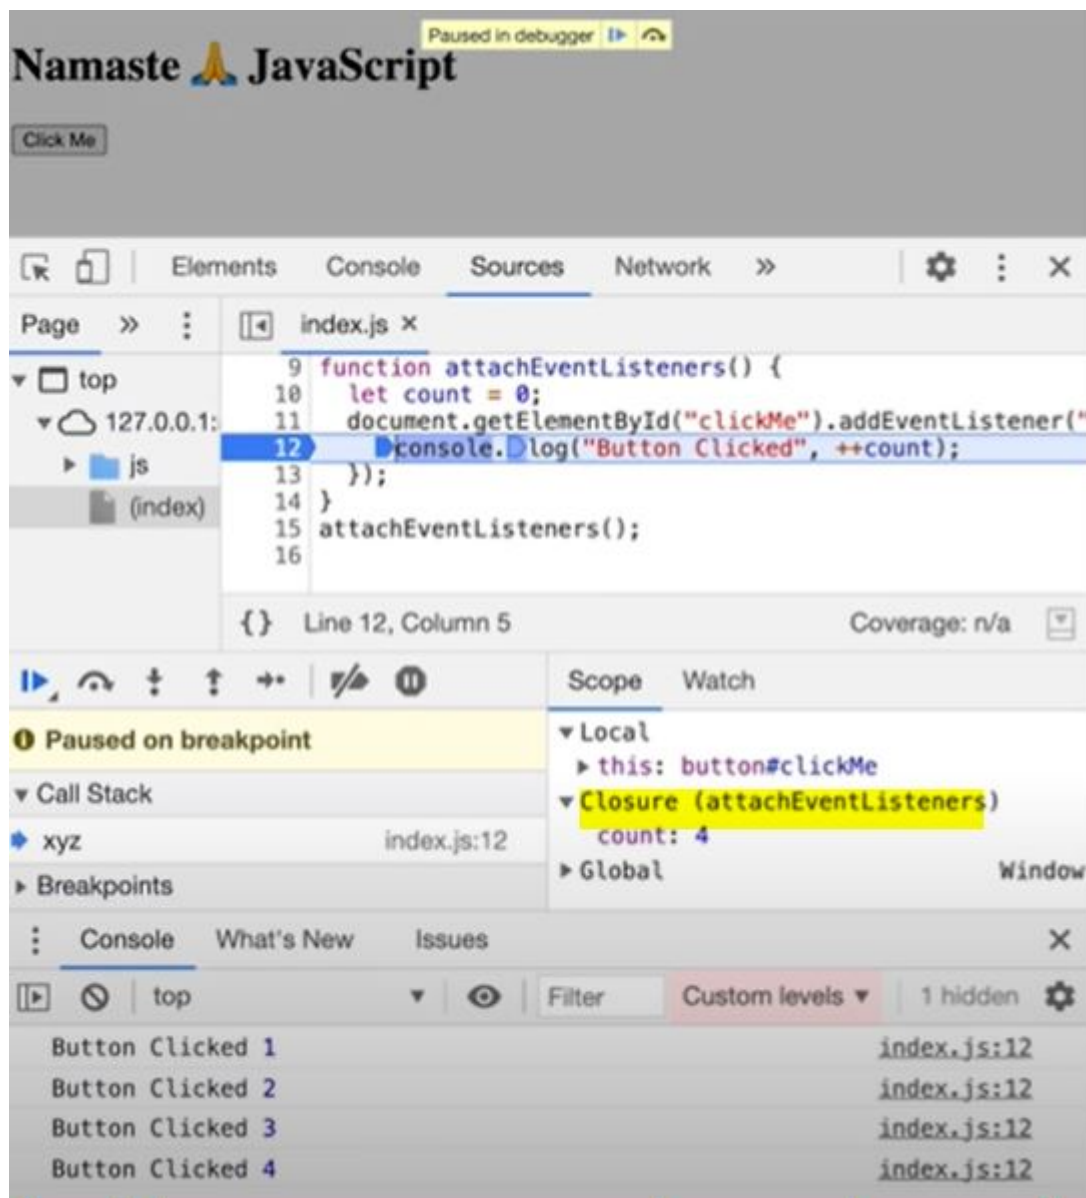 Paused in debugger
Namaste 🙏 JavaScript
Click Me
Elements Console Sources Network »
Page » index.js ×
top
127.0.0.1:
js
(index)
9 function attachEventListeners() {
10 let count = 0;
11 document.getElementById("clickMe").addEventListener("
12 console.log("Button Clicked", ++count);
13 });
14 }
15 attachEventListeners();
16
{} Line 12, Column 5 Coverage: n/a
Scope Watch
Paused on breakpoint
Call Stack
xyz index.js:12
Breakpoints
Local
this: button#clickMe
Closure (attachEventListeners)
count: 4
Global Window
Console What's New Issues
top Filter Custom levels 1 hidden
Button Clicked 1 index.js:12
Button Clicked 2 index.js:12
Button Clicked 3 index.js:12
Button Clicked 4 index.js:12